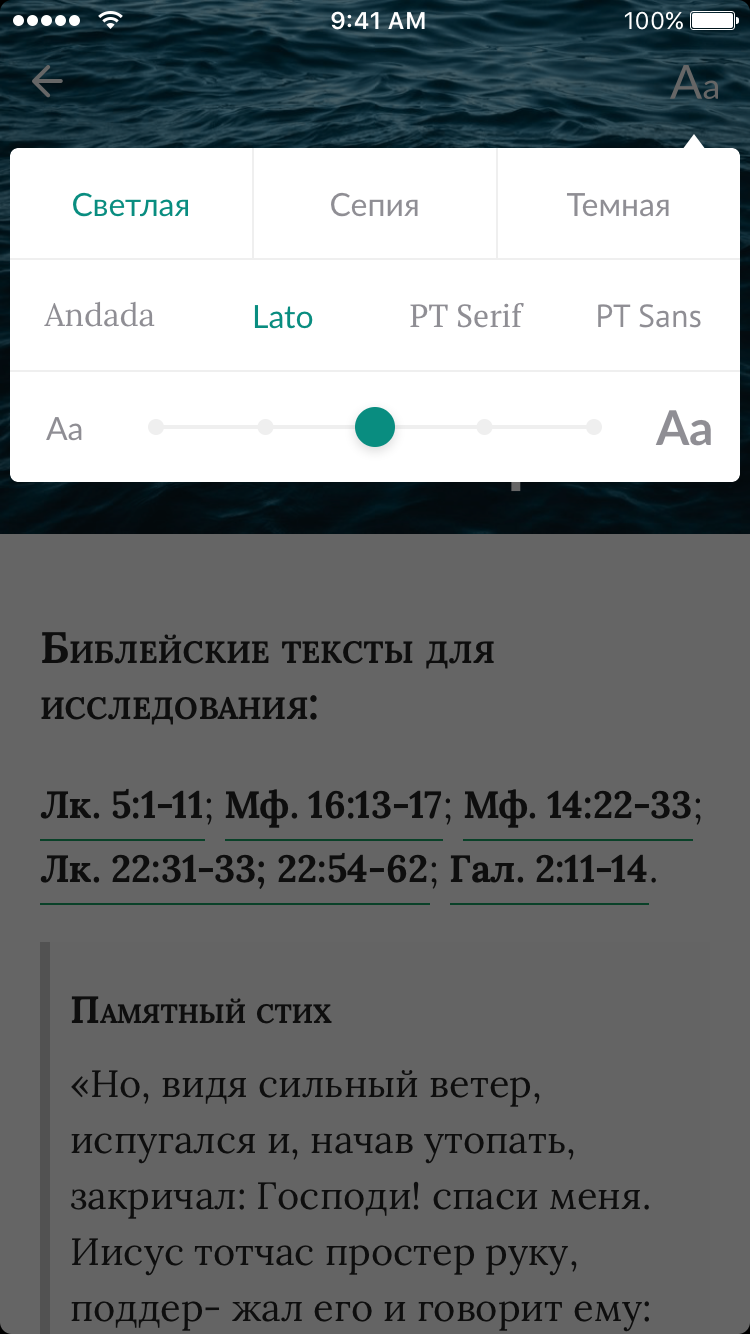 9:41 AM 100%
Aa
Светлая Сепия Темная
Andada Lato PT Serif PT Sans
Aa Aa
Библейские тексты для
исследования:
Лк. 5:1–11; Мф. 16:13–17; Мф. 14:22–33;
Лк. 22:31–33; 22:54–62; Гал. 2:11–14.
Памятный стих
«Но, видя сильный ветер,
испугался и, начав утопать,
закричал: Господи! спаси меня.
Иисус тотчас простер руку,
поддер- жал его и говорит ему: